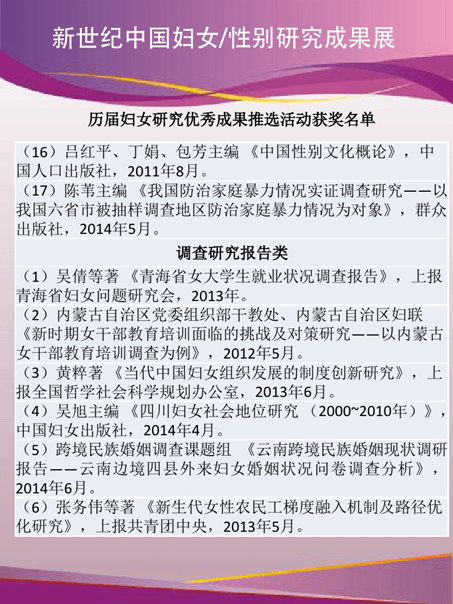 新世纪中国妇女/性别研究成果展
历届妇女研究优秀成果推选活动获奖名单
（16）吕红平、丁娟、包芳主编 《中国性别文化概论》，中
国人口出版社，2011年8月。
（17）陈苇主编 《我国防治家庭暴力情况实证调查研究——以
我国六省市被抽样调查地区防治家庭暴力情况为对象》，群众
出版社，2014年5月。
调查研究报告类
（1）吴倩等著 《青海省女大学生就业状况调查报告》，上报
青海省妇女问题研究会，2013年。
（2）内蒙古自治区党委组织部干教处、内蒙古自治区妇联
《新时期女干部教育培训面临的挑战及对策研究——以内蒙古
女干部教育培训调查为例》，2012年5月。
（3）黄粹著 《当代中国妇女组织发展的制度创新研究》，上
报全国哲学社会科学规划办公室，2013年6月。
（4）吴旭主编 《四川妇女社会地位研究 （2000~2010年）》，
中国妇女出版社，2014年4月。
（5）跨境民族婚姻调查课题组 《云南跨境民族婚姻现状调研
报告——云南边境四县外来妇女婚姻状况问卷调查分析》，
2014年6月。
（6）张务伟等著 《新生代女性农民工梯度融入机制及路径优
化研究》，上报共青团中央，2013年5月。